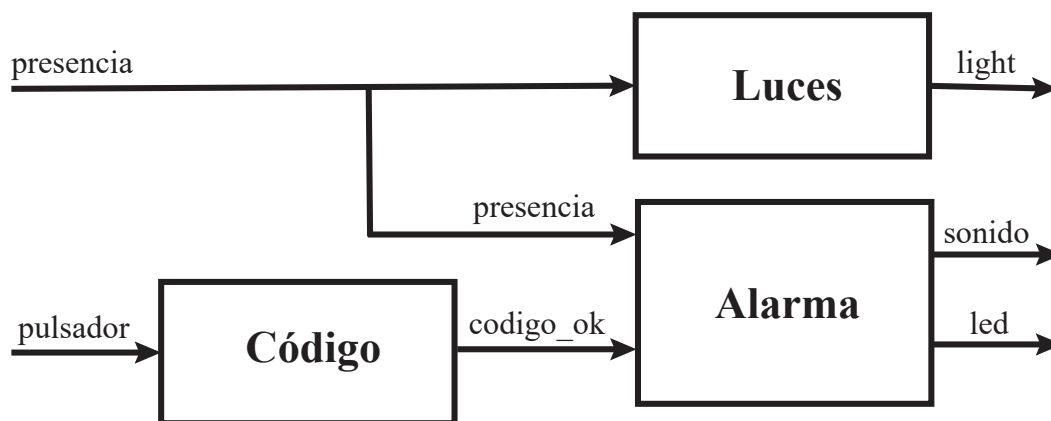 presencia
Luces
light
presencia
sonido
Alarma
pulsador
Código
codigo_ok
led